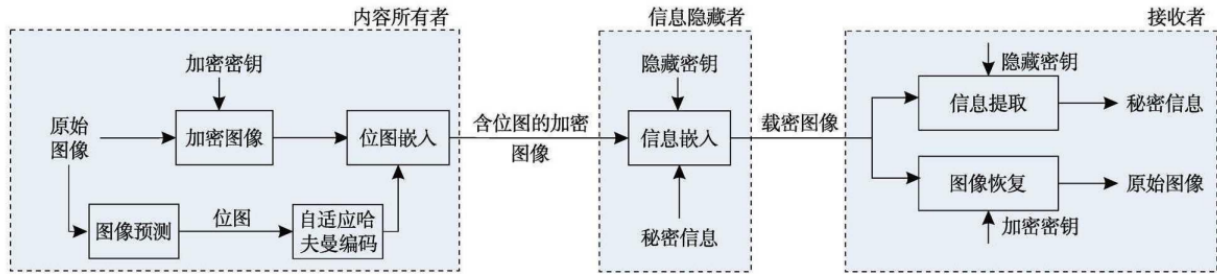 内容所有者
信息隐藏者
接收者
加密密钥
隐藏密钥
隐藏密钥
原始
图像
加密图像
位图嵌入
含位图的加密
图像
信息嵌入
载密图像
信息提取
秘密信息
图像预测
位图
自适应哈
夫曼编码
秘密信息
图像恢复
原始图像
加密密钥